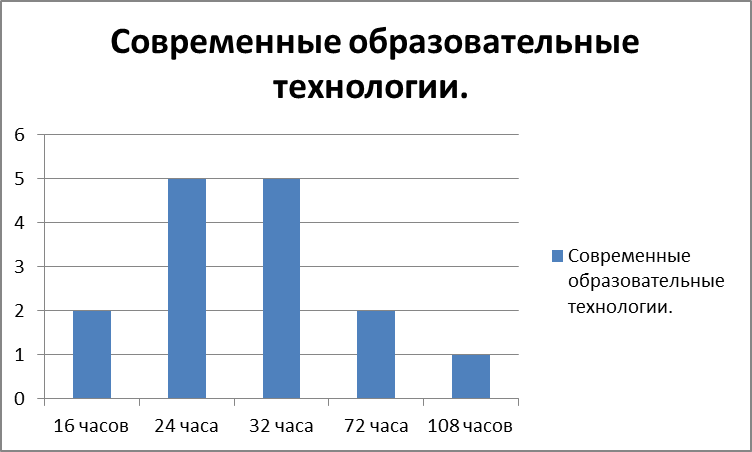 Современные образовательные
технологии.
6
5
4
3
2
1
0
16 часов 24 часа 32 часа 72 часа 108 часов
Современные
образовательные
технологии.